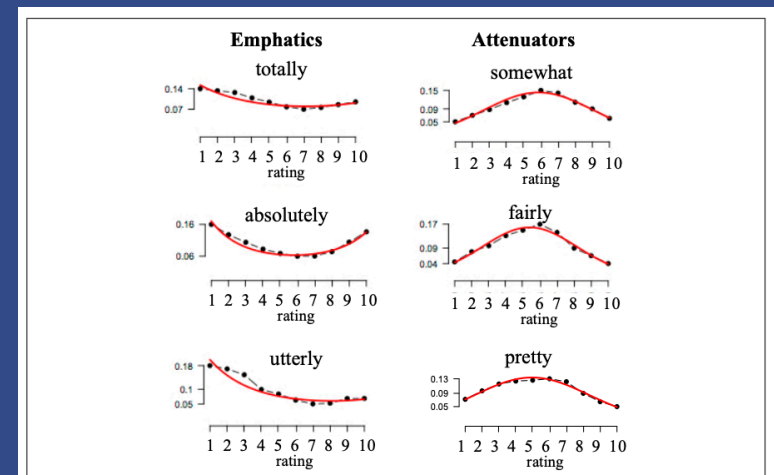 Emphatics
totally
0.14
0.07
1 2 3 4 5 6 7 8 9 10
rating
absolutely
0.16
0.06
1 2 3 4 5 6 7 8 9 10
rating
utterly
0.18
0.1
0.05
1 2 3 4 5 6 7 8 9 10
rating
Attenuators
somewhat
0.15
0.09
0.05
1 2 3 4 5 6 7 8 9 10
rating
fairly
0.17
0.09
0.04
1 2 3 4 5 6 7 8 9 10
rating
pretty
0.13
0.09
0.05
1 2 3 4 5 6 7 8 9 10
rating